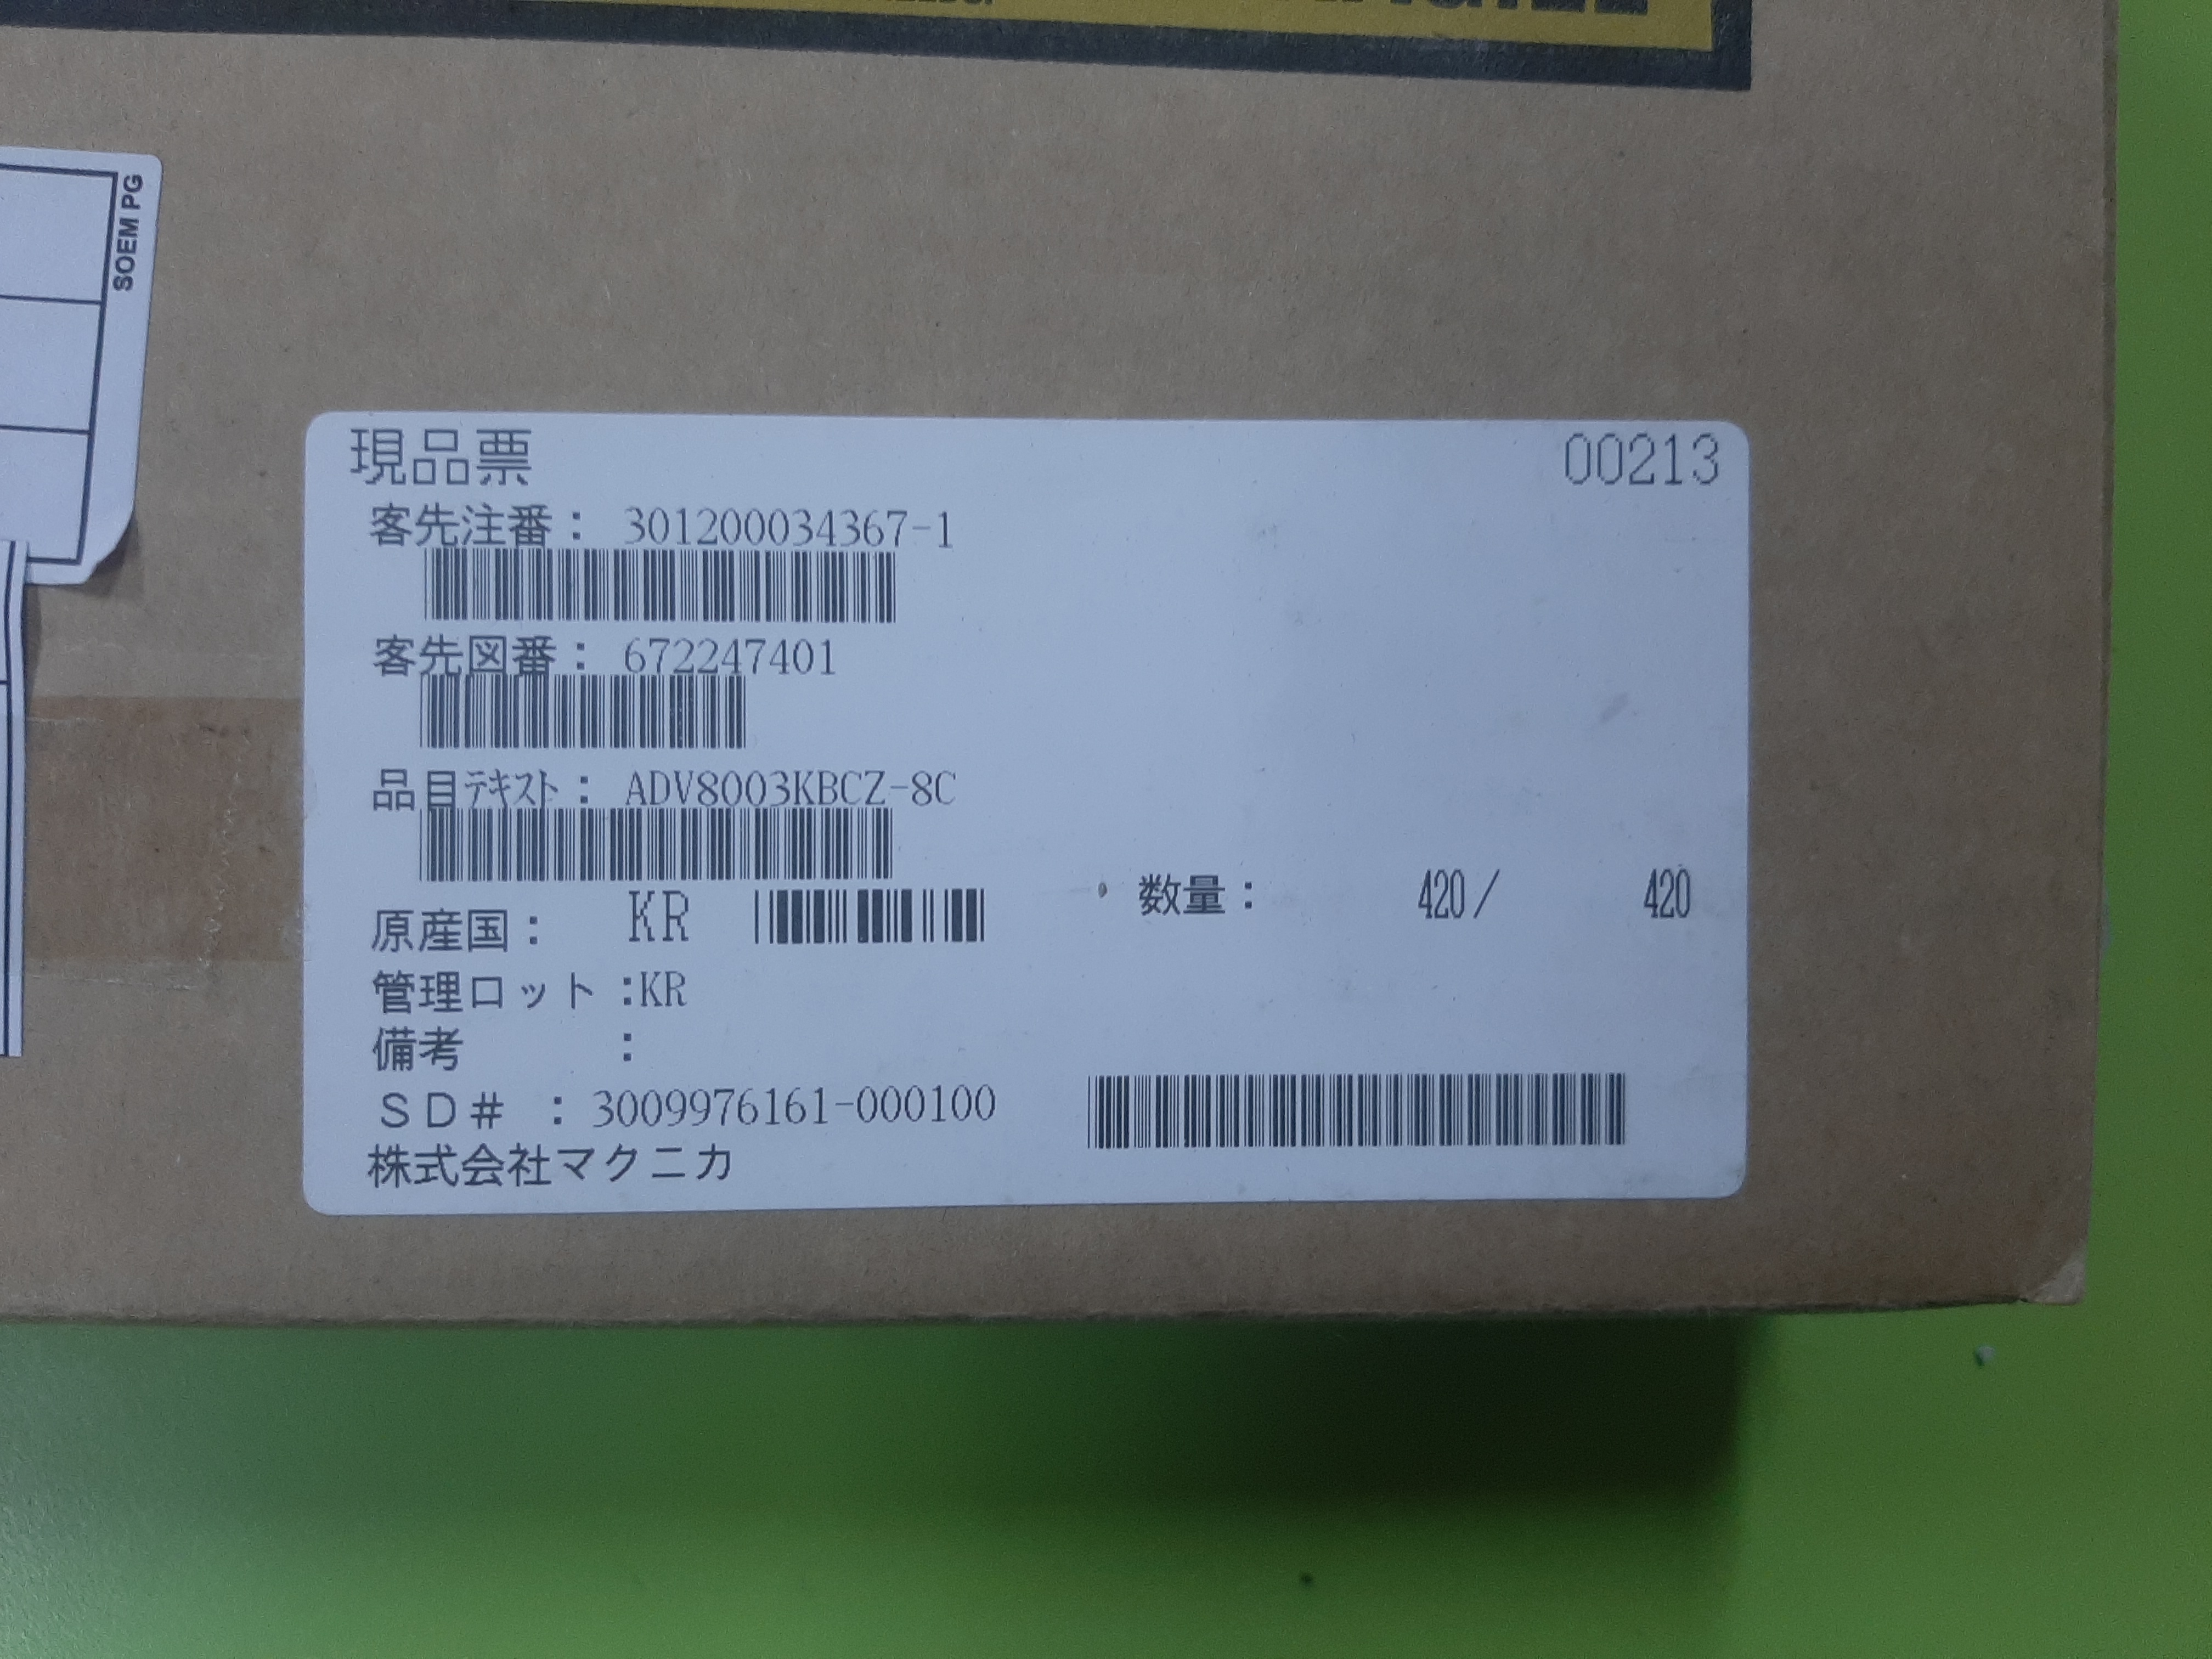 SOEM PG
現品票 00213
客先注番： 301200034367-1
客先図番： 672247401
品目ﾃｷｽﾄ： ADV8003KBCZ-8C
原産国： KR 数量： 420/ 420
管理ロット：KR
備考 ：
ＳＤ＃ ：3009976161-000100
株式会社マクニカ